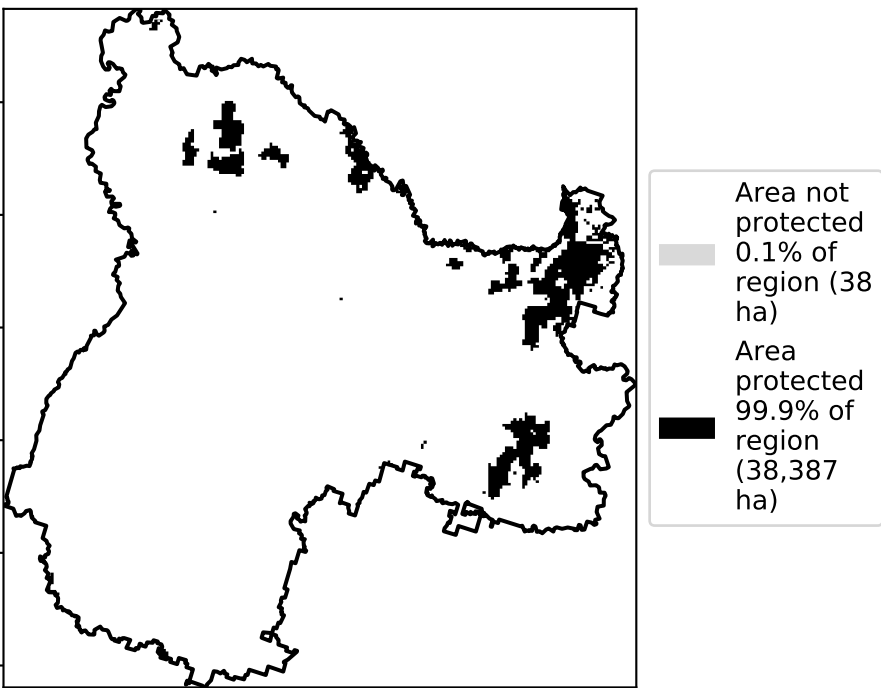 Area not
protected
0.1% of
region (38
ha)
Area
protected
99.9% of
region
(38,387
ha)